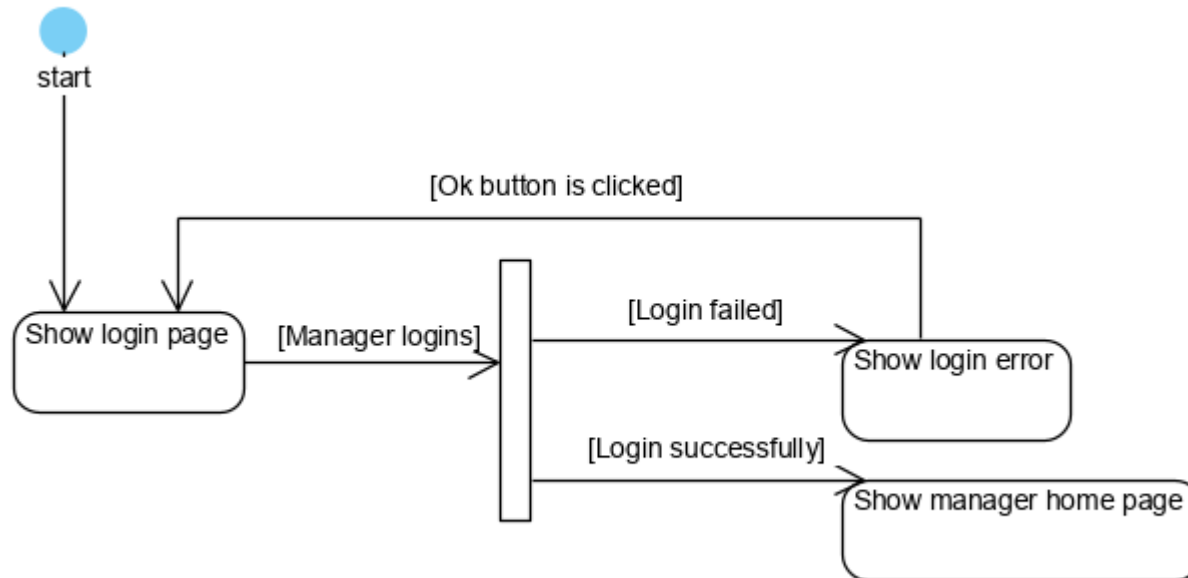 start
[Ok button is clicked]
[Login failed]
Show login page
[Manager logins]
Show login error
[Login successfully]
Show manager home page